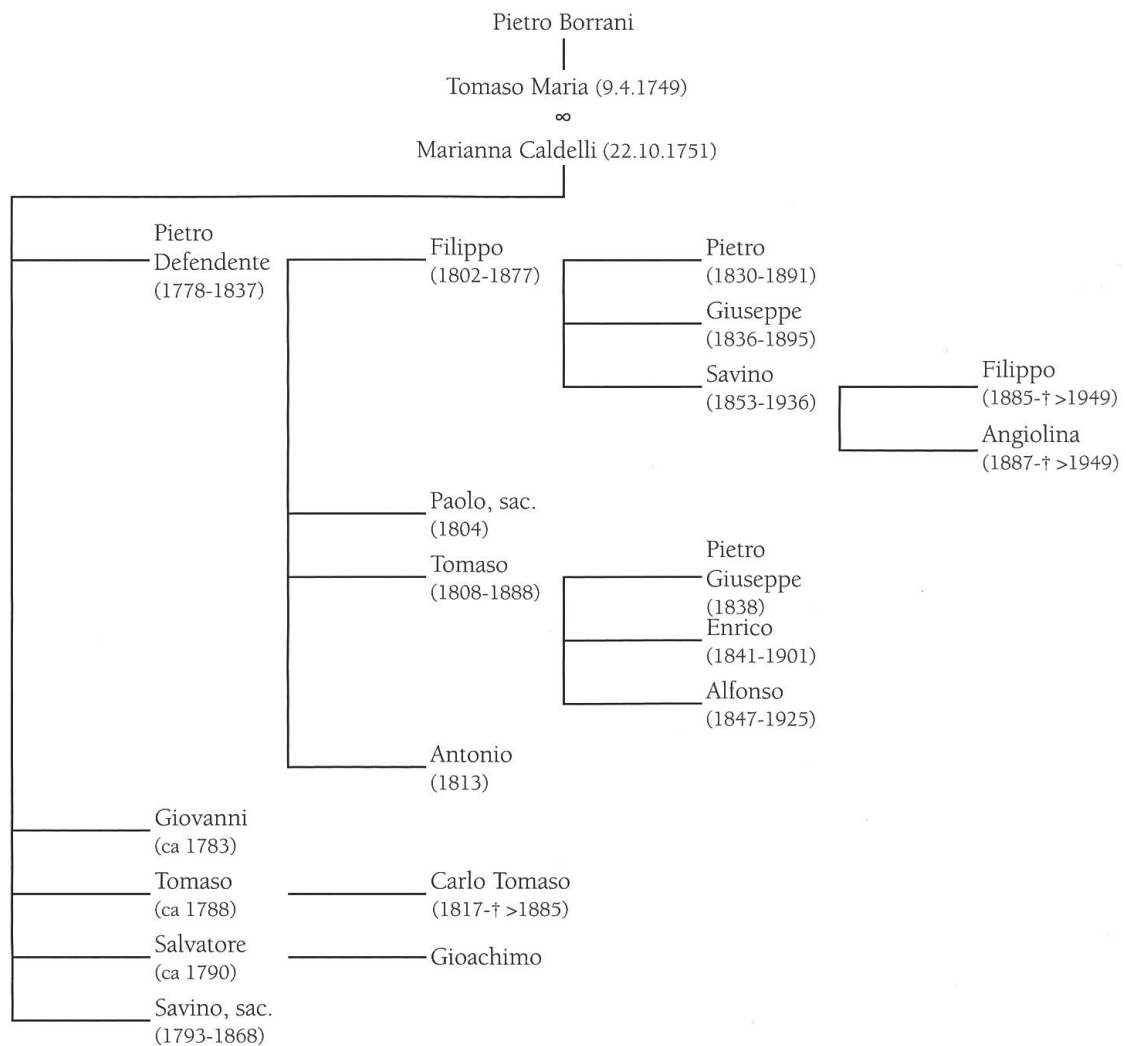 Pietro Borrani
Tomaso Maria (9.4.1749)
∞
Marianna Caldelli (22.10.1751)
Pietro
Defendente
(1778-1837)
Filippo
(1802-1877)
Pietro
(1830-1891)
Giuseppe
(1836-1895)
Savino
(1853-1936)
Filippo
(1885-† >1949)
Angiolina
(1887-† >1949)
Paolo, sac.
(1804)
Tomaso
(1808-1888)
Pietro
Giuseppe
(1838)
Enrico
(1841-1901)
Alfonso
(1847-1925)
Antonio
(1813)
Giovanni
(ca 1783)
Tomaso
(ca 1788)
Carlo Tomaso
(1817-† >1885)
Salvatore
(ca 1790)
Gioachimo
Savino, sac.
(1793-1868)